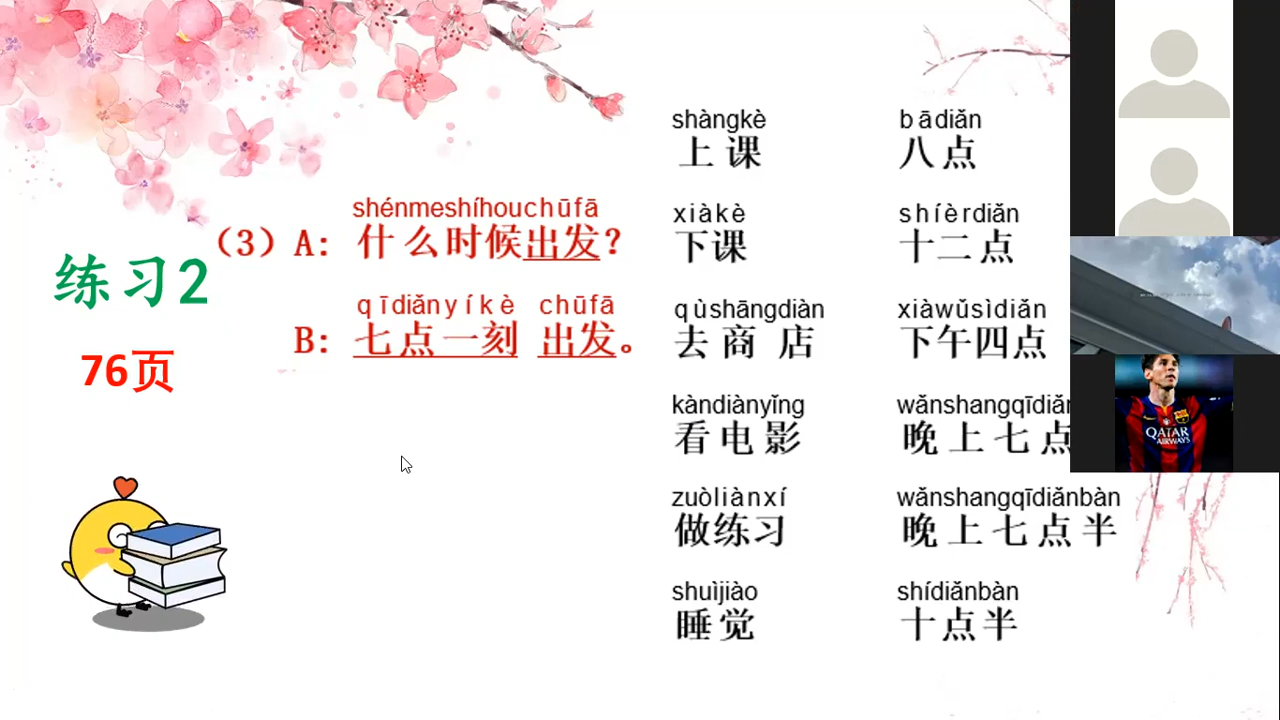 练习2
76页
shénmeshíhouchūfā
（3）A: 什么时候出发？
qīdiǎnyíkè chūfā
B: 七点一刻 出发。
shàngkè bādiǎn
上课 八点
xiàkè shíèrdiǎn
下课 十二点
qùshāngdiàn xiàwǔsìdiǎn
去商店 下午四点
kàndiànyǐng wǎnshangqīdiǎ
看电影 晚上七点
zuòliànxí wǎnshangqīdiǎnbàn
做练习 晚上七点半
shuìjiào shídiǎnbàn
睡觉 十点半
QATAR
AIRWAYS